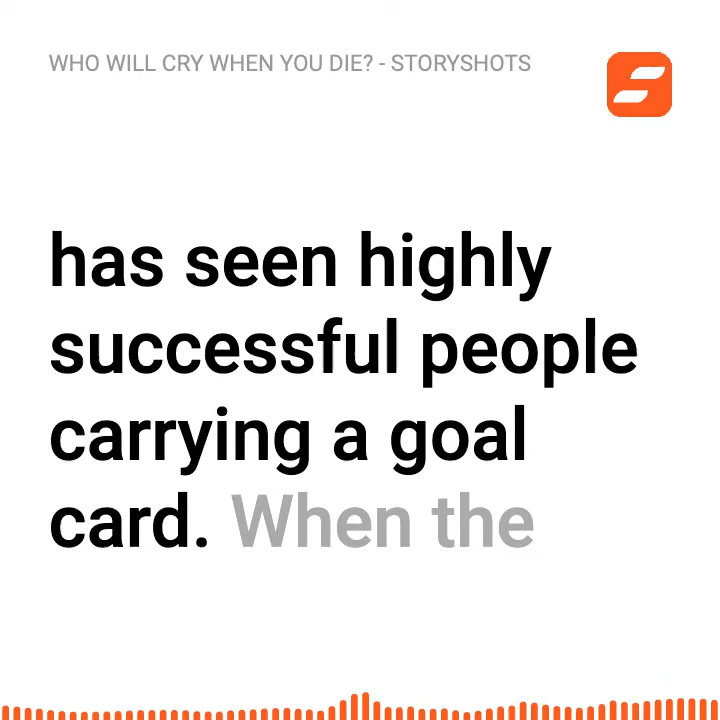 WHO WILL CRY WHEN YOU DIE? - STORYSHOTS
has seen highly
successful people
carrying a goal
card. When the